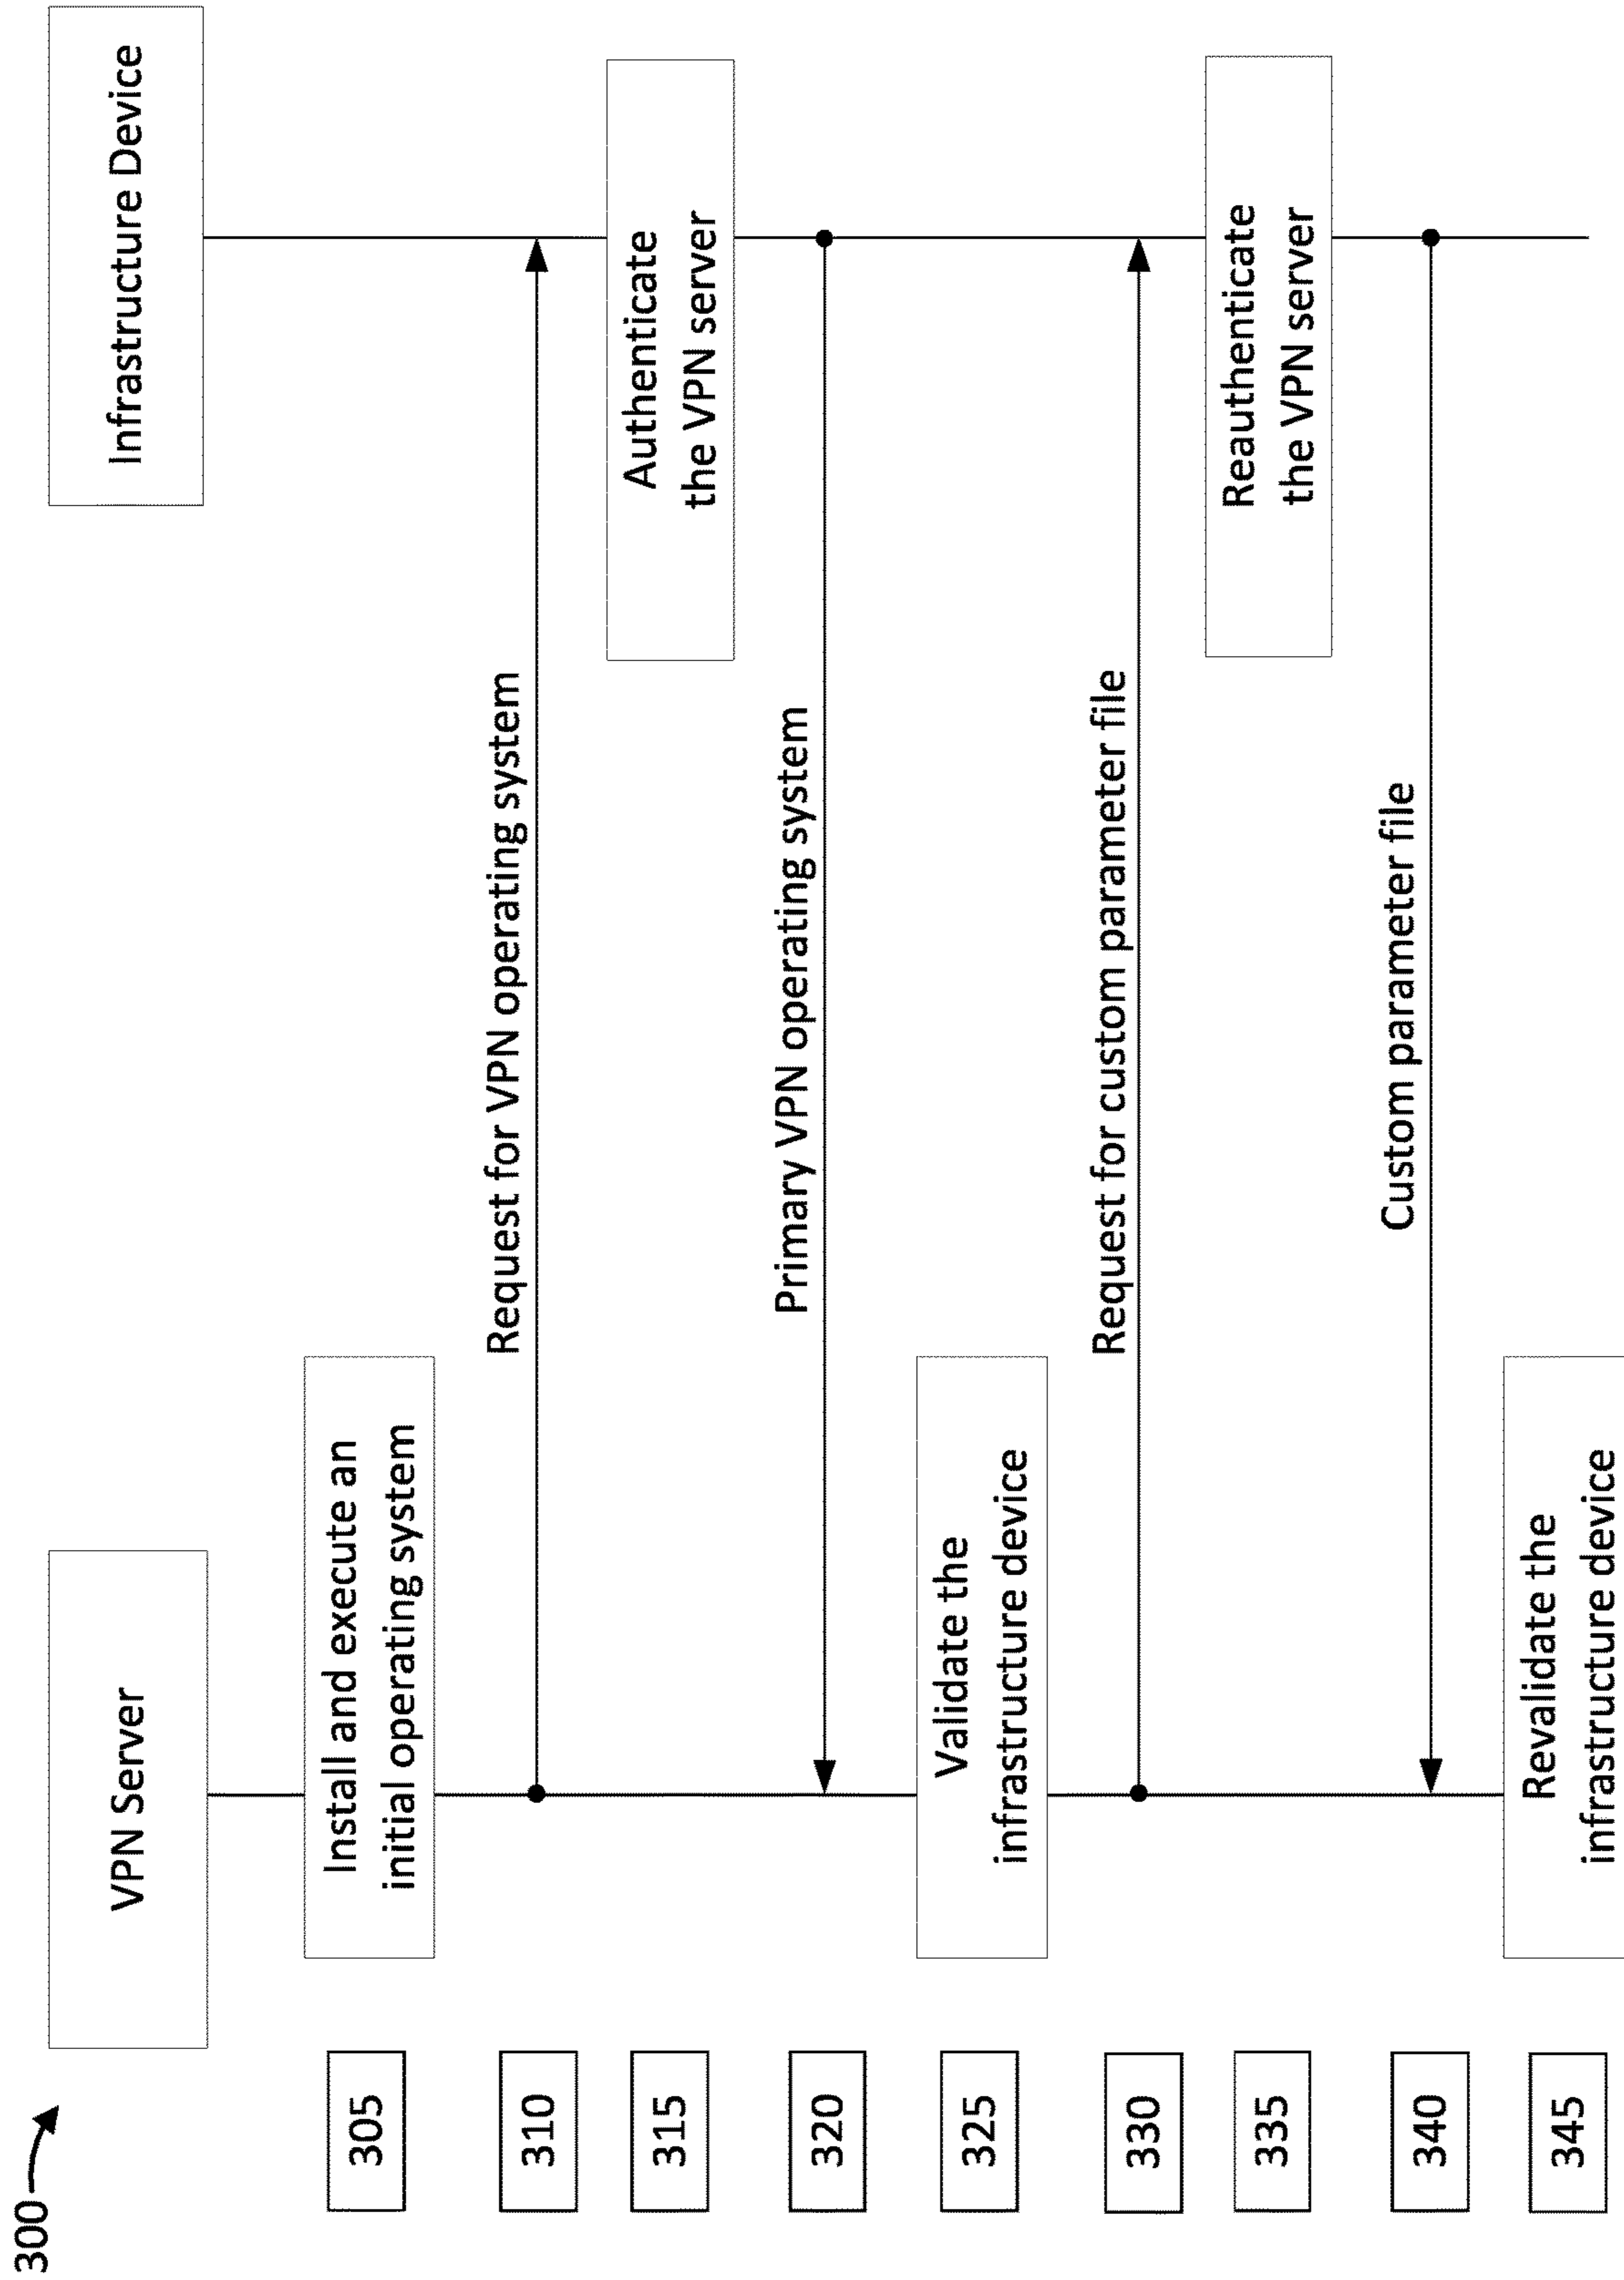 300
VPN Server
Infrastructure Device
305
Install and execute an
initial operating system
310
Request for VPN operating system
315
Authenticate
the VPN server
320
Primary VPN operating system
325
Validate the
infrastructure device
330
Request for custom parameter file
335
Reauthenticate
the VPN server
340
Custom parameter file
345
Revalidate the
infrastructure device